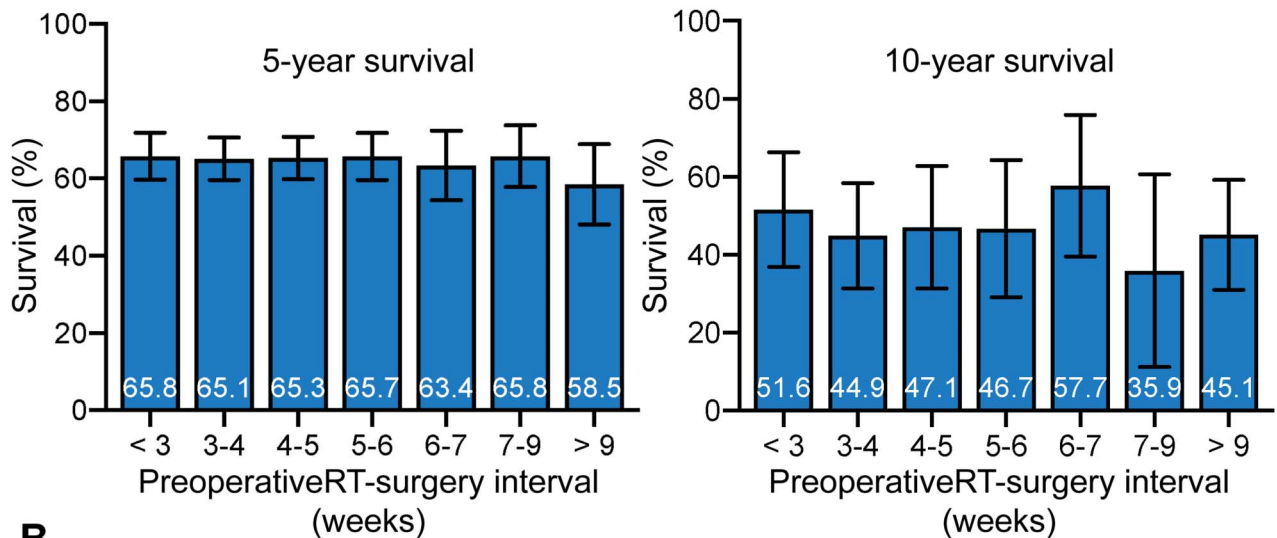 5-year survival
Survival (%)
100
80
60
40
20
0
65.8 65.1 65.3 65.7 63.4 65.8 58.5
< 3 3-4 4-5 5-6 6-7 7-9 > 9
PreoperativeRT-surgery interval
(weeks)
10-year survival
Survival (%)
100
80
60
40
20
0
51.6 44.9 47.1 46.7 57.7 35.9 45.1
< 3 3-4 4-5 5-6 6-7 7-9 > 9
PreoperativeRT-surgery interval
(weeks)
B